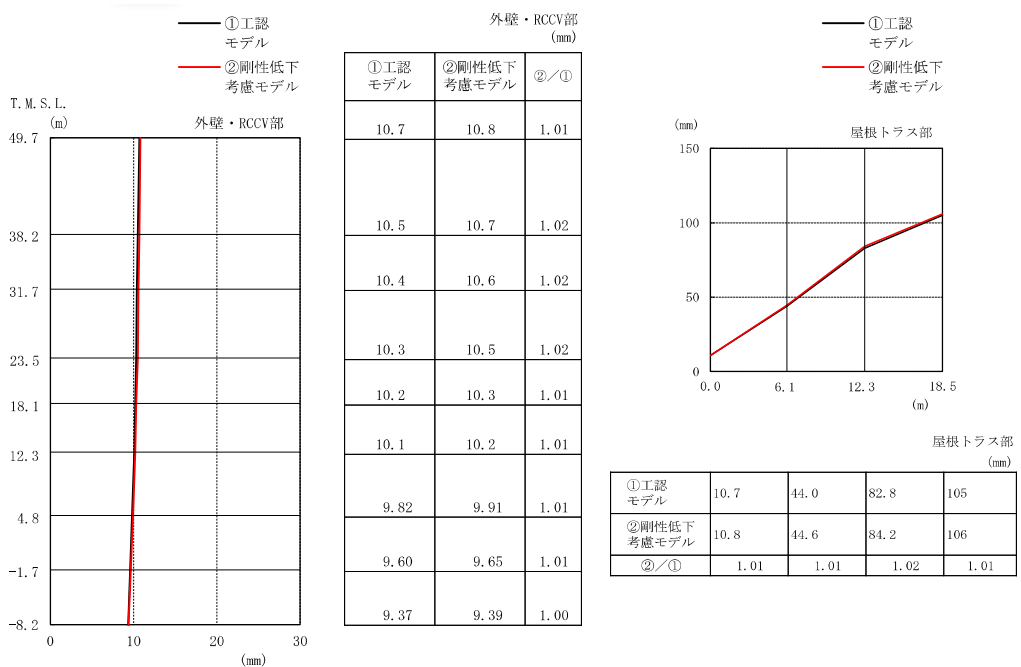 ①工認
モデル
②剛性低下
考慮モデル
T.M.S.L.
(m)
外壁・RCCV部
49.7
38.2
31.7
23.5
18.1
12.3
4.8
-1.7
-8.2
0 10 20 30
(mm)
外壁・RCCV部
(mm)
①工認
モデル
②剛性低下
考慮モデル
②／①
10.7 10.8 1.01
10.5 10.7 1.02
10.4 10.6 1.02
10.3 10.5 1.02
10.2 10.3 1.01
10.1 10.2 1.01
9.82 9.91 1.01
9.60 9.65 1.01
9.37 9.39 1.00
①工認
モデル
②剛性低下
考慮モデル
(mm)
屋根トラス部
150
100
50
0
0.0 6.1 12.3 18.5
(m)
屋根トラス部
(mm)
①工認
モデル
10.7 44.0 82.8 105
②剛性低下
考慮モデル
10.8 44.6 84.2 106
②／① 1.01 1.01 1.02 1.01